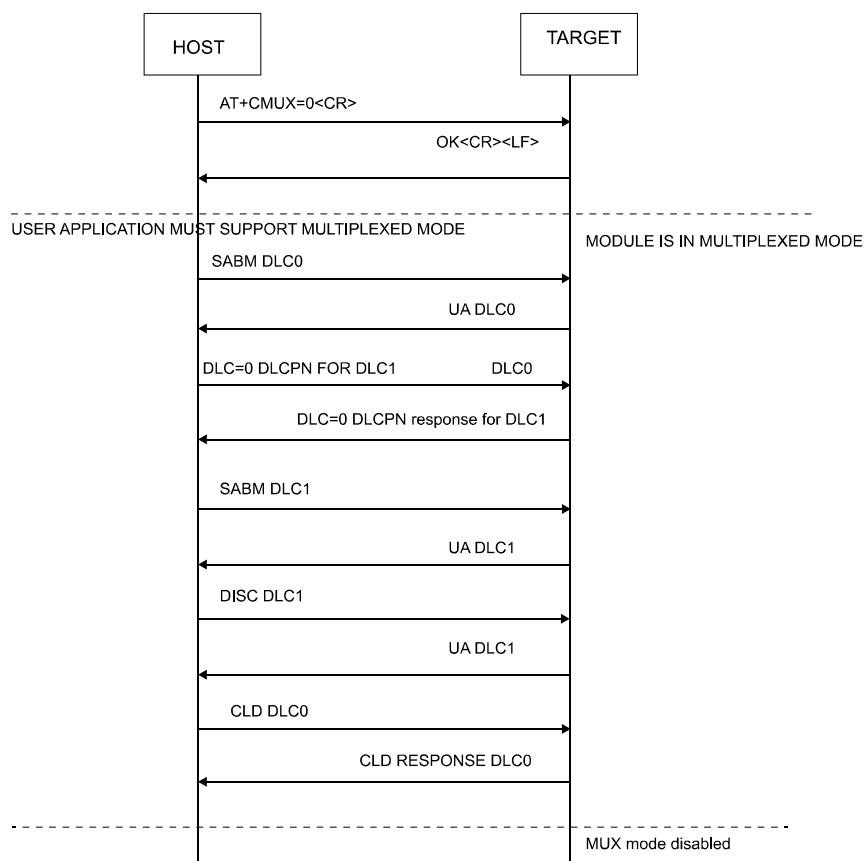 HOST
TARGET
AT+CMUX=0<CR>
OK<CR><LF>
USER APPLICATION MUST SUPPORT MULTIPLEXED MODE
MODULE IS IN MULTIPLEXED MODE
SABM DLC0
UA DLC0
DLC=0 DLCPN FOR DLC1 DLC0
DLC=0 DLCPN response for DLC1
SABM DLC1
UA DLC1
DISC DLC1
UA DLC1
CLD DLC0
CLD RESPONSE DLC0
MUX mode disabled